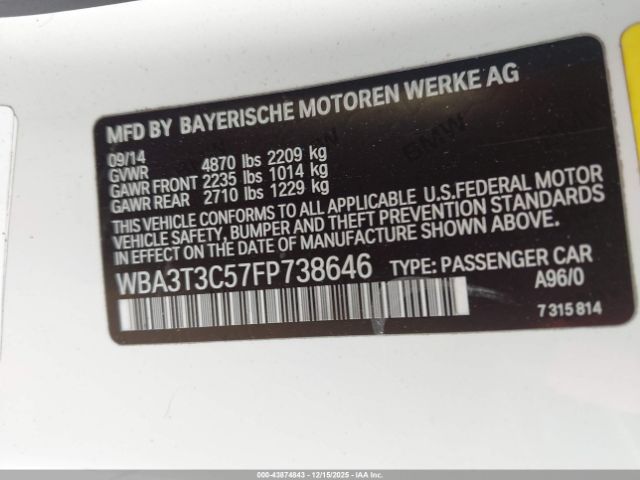 MFD BY BAYERISCHE MOTOREN WERKE AG
09/14
GVWR 4870 lbs 2209 kg
GAWR FRONT 2235 lbs 1014 kg
GAWR REAR 2710 lbs 1229 kg
THIS VEHICLE CONFORMS TO ALL APPLICABLE U.S.FEDERAL MOTOR
VEHICLE SAFETY, BUMPER AND THEFT PREVENTION STANDARDS
IN EFFECT ON THE DATE OF MANUFACTURE SHOWN ABOVE.
WBA3T3C57FP738646 TYPE: PASSENGER CAR
A96/0
7 315 814
BMW
000-43874843 - 12/15/2025 - IAA Inc.